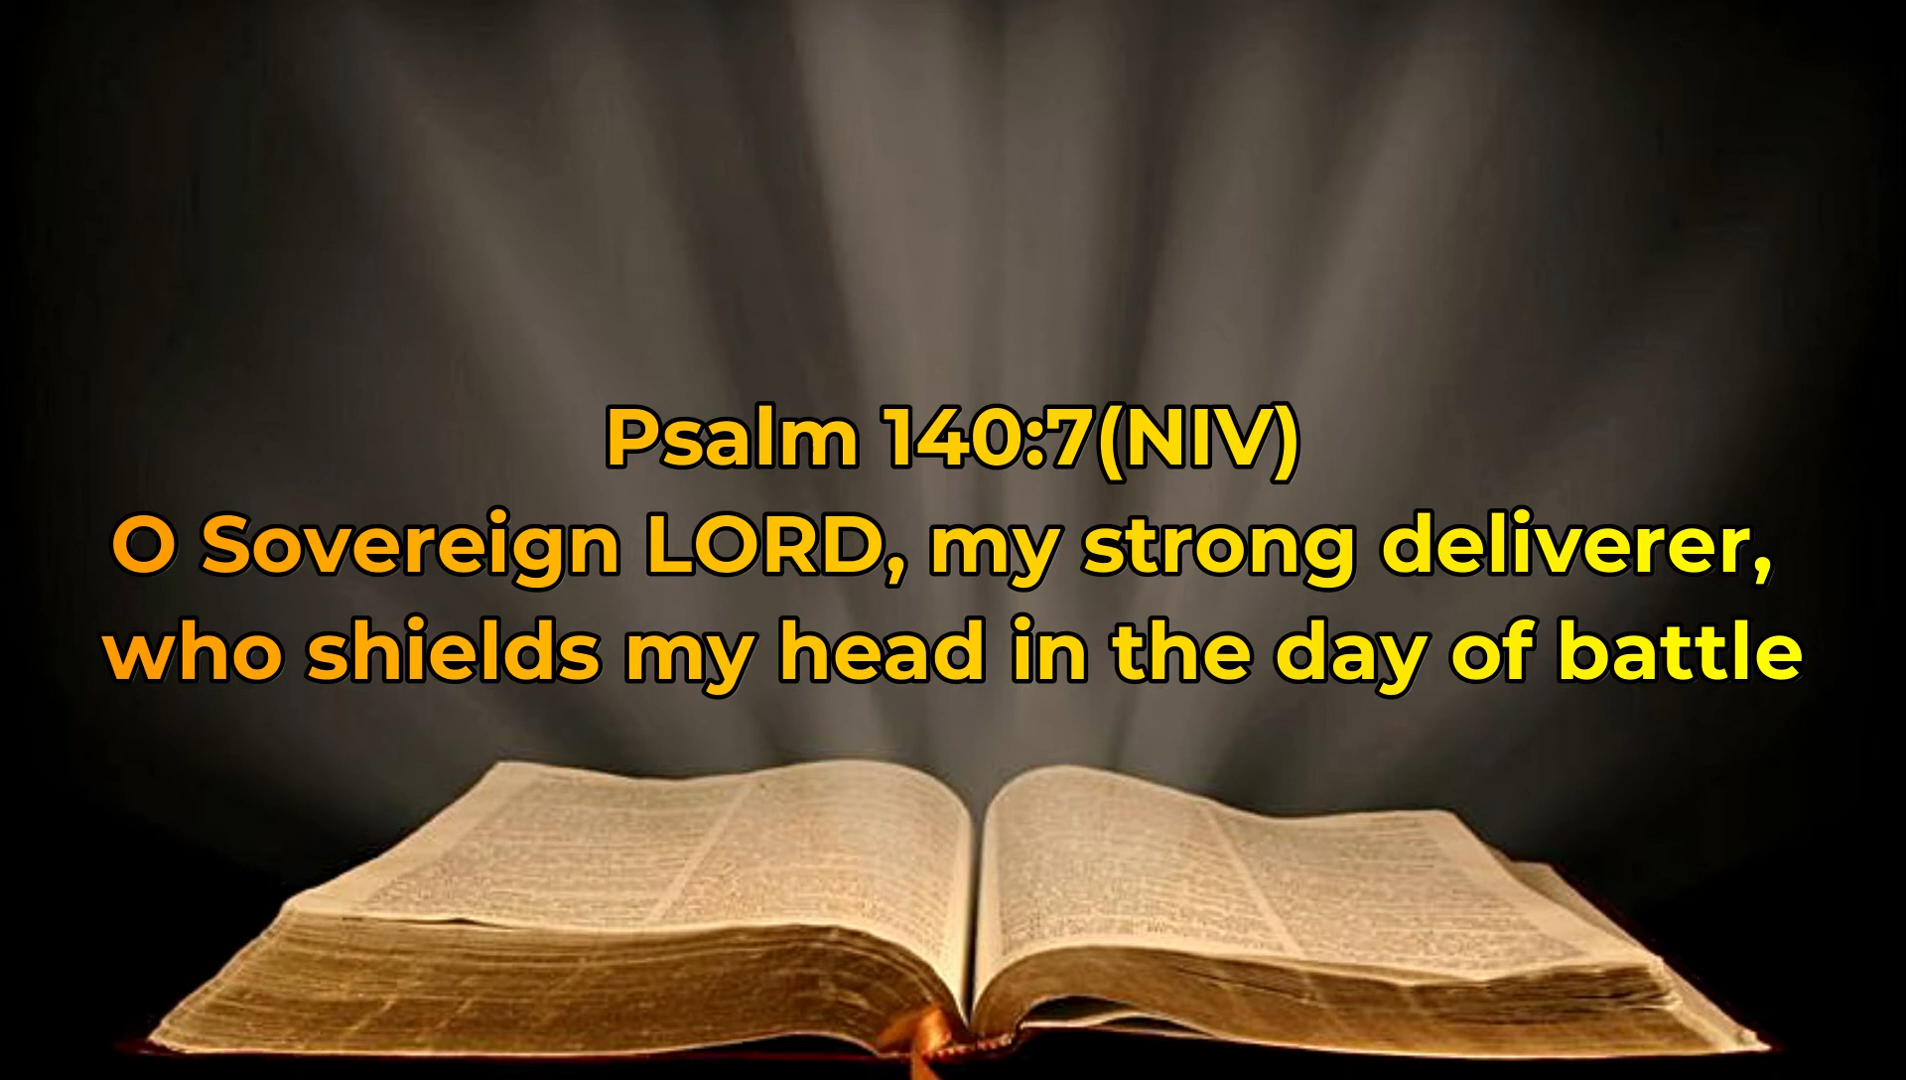 Psalm 140:7(NIV)
O Sovereign LORD, my strong deliverer,
who shields my head in the day of battle